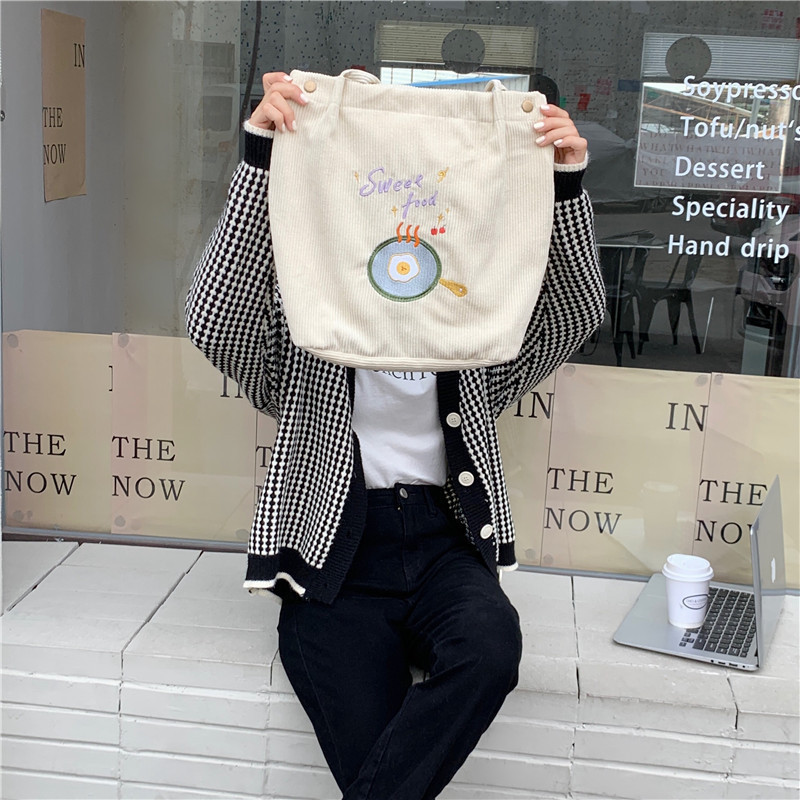 IN
THE
NOW
Sweet
food
Soypresso
Tofu/nut's
Dessert
Speciality
Hand drip
IN
THE
NOW
THE
NOW
IN
THE
NOW
IN
THE
NOW